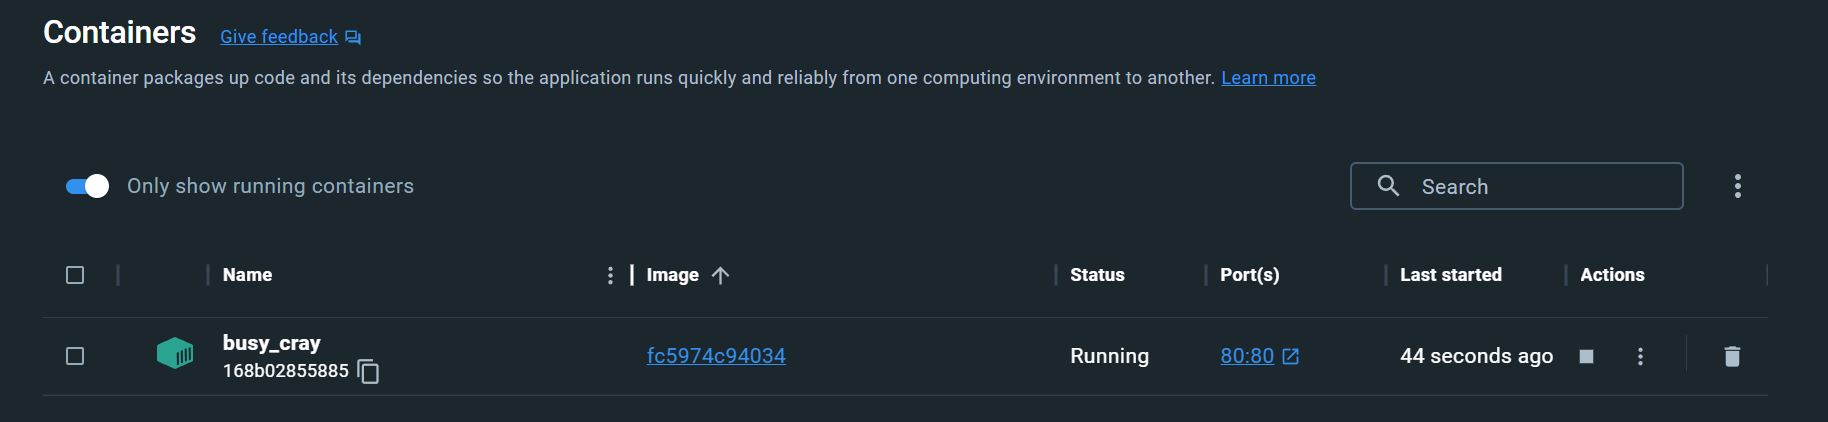 Containers Give feedback
A container packages up code and its dependencies so the application runs quickly and reliably from one computing environment to another. Learn more
Only show running containers Search
Name Image Status Port(s) Last started Actions
busy_cray fc5974c94034 Running 80:80 44 seconds ago
168b02855885